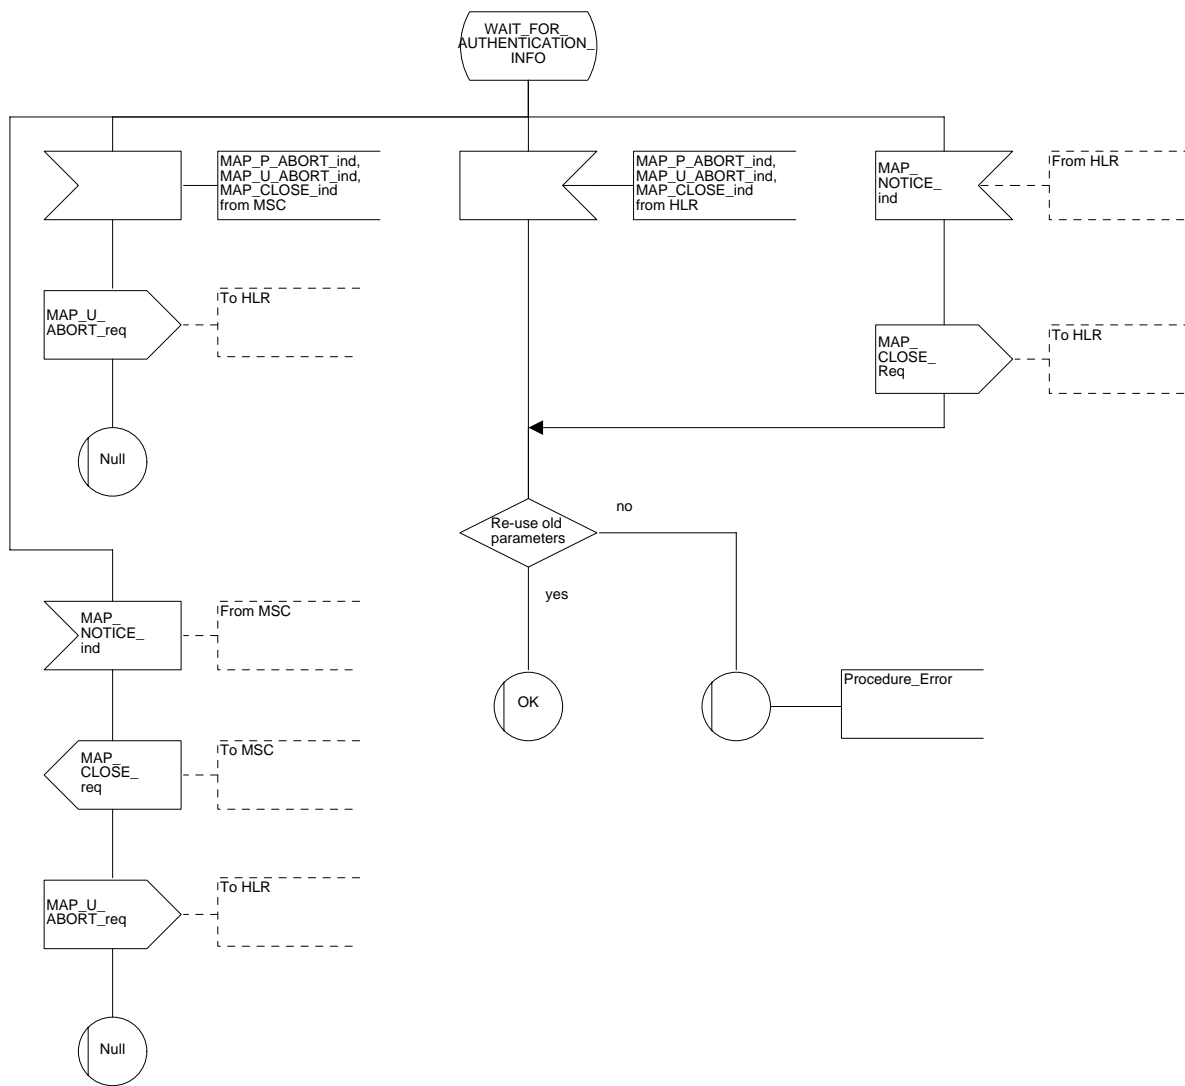 WAIT_FOR_
AUTHENTICATION_
INFO
MAP_P_ABORT_ind,
MAP_U_ABORT_ind,
MAP_CLOSE_ind
from MSC
MAP_P_ABORT_ind,
MAP_U_ABORT_ind,
MAP_CLOSE_ind
from HLR
MAP_
NOTICE_
ind
From HLR
MAP_U_
ABORT_req
To HLR
MAP_
CLOSE_
Req
To HLR
Null
Re-use old
parameters
no
yes
MAP_
NOTICE_
ind
From MSC
OK
Procedure_Error
MAP_
CLOSE_
req
To MSC
MAP_U_
ABORT_req
To HLR
Null